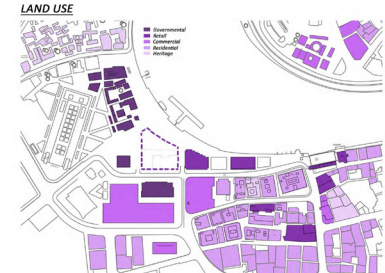 LAND USE
Governmental
Retail
Commercial
Residential
Heritage